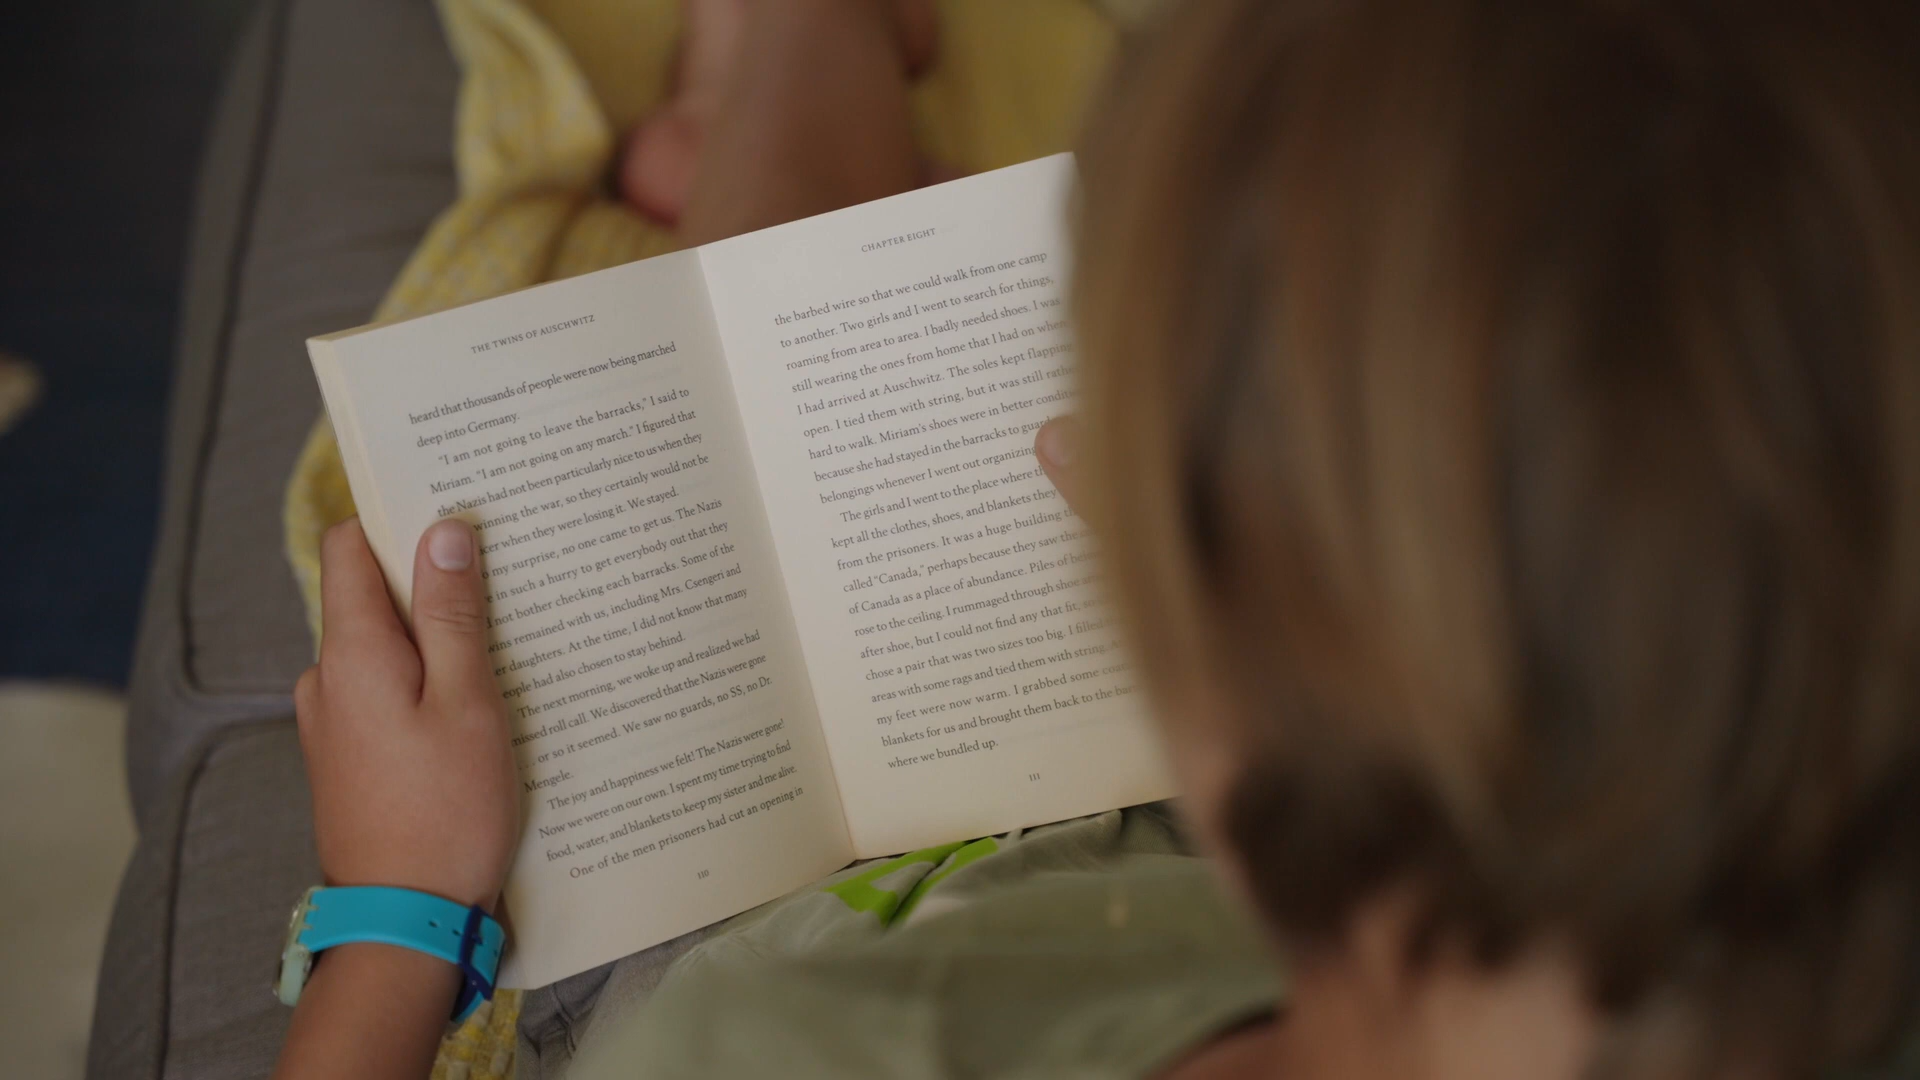 THE TWINS OF AUSCHWITZ
heard that thousands of people were now being marched
deep into Germany.
"I am not going to leave the barracks," I said to
Miriam. "I am not going on any march." I figured that
the Nazis had not been particularly nice to us when they
winning the war, so they certainly would not be
when they were losing it. We stayed.
my surprise, no one came to get us. The Nazis
in such a hurry to get everybody out that they
not bother checking each barracks. Some of the
remained with us, including Mrs. Csengeri and
daughters. At the time, I did not know that many
had also chosen to stay behind.
The next morning, we woke up and realized we had
missed roll call. We discovered that the Nazis were gone
. . . or so it seemed. We saw no guards, no SS, no Dr.
Mengele.
The joy and happiness we felt! The Nazis were gone!
Now we were on our own. I spent my time trying to find
food, water, and blankets to keep my sister and me alive.
One of the men prisoners had cut an opening in
110
CHAPTER EIGHT
the barbed wire so that we could walk from one camp
to another. Two girls and I went to search for things,
roaming from area to area. I badly needed shoes. I was
still wearing the ones from home that I had on when
I had arrived at Auschwitz. The soles kept flapping
open. I tied them with string, but it was still
hard to walk. Miriam's shoes were in better
because she had stayed in the barracks to
belongings whenever I went out organizing
The girls and I went to the place where
kept all the clothes, shoes, and blankets they
from the prisoners. It was a huge building
called "Canada," perhaps because they saw the
of Canada as a place of abundance. Piles of
rose to the ceiling. I rummaged through shoe
after shoe, but I could not find any that fit,
chose a pair that was two sizes too big. I filled
areas with some rags and tied them with string.
my feet were now warm. I grabbed some
blankets for us and brought them back to the
where we bundled up.
111